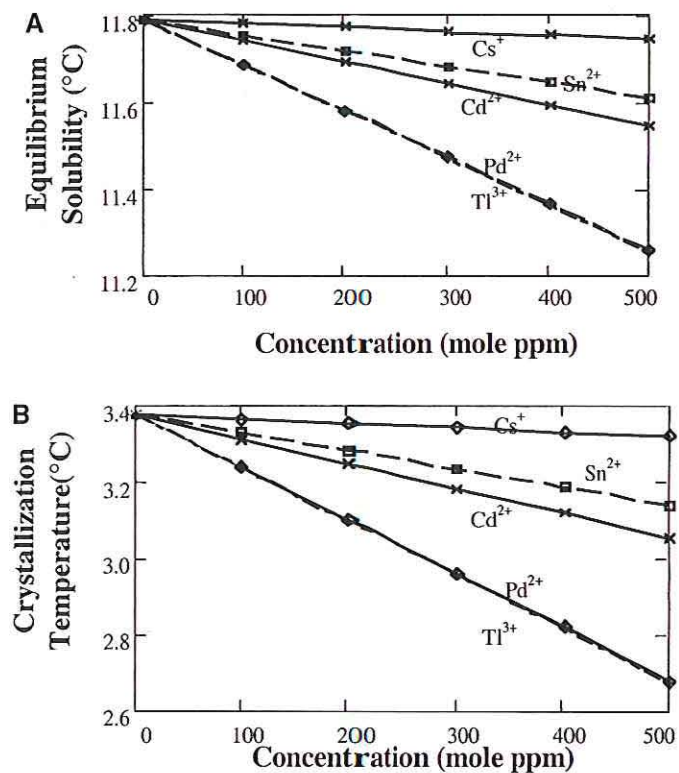 A
Equilibrium
Solubility (°C)
11.8
11.6
11.4
11.2
Cs+
Sn2+
Cd2+
Pd2+
Tl3+
0 100 200 300 400 500
Concentration (mole ppm)
B
Crystallization
Temperature(°C)
3.4
3.2
3.0
2.8
2.6
Cs+
Sn2+
Cd2+
Pd2+
Tl3+
0 100 200 300 400 500
Concentration (mole ppm)